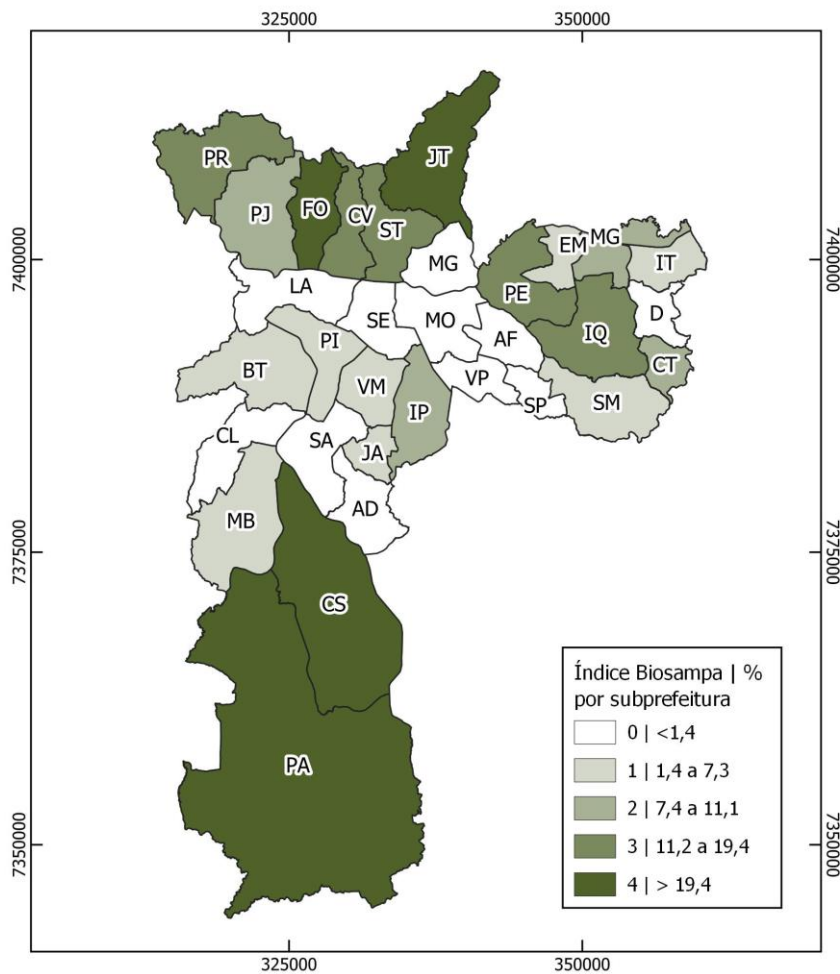 325000 350000
PR
JT
PJ
FO
CV
ST
EM
MG
7400000
7400000
MG
IT
LA
PE
SE
MO
D
PI
AF
IQ
BT
CT
VM
VP
IP
SP
SM
CL
SA
JA
AD
MB
7375000
7375000
CS
PA
Índice Biosampa | %
por subprefeitura
0 | <1,4
1 | 1,4 a 7,3
2 | 7,4 a 11,1
3 | 11,2 a 19,4
4 | > 19,4
7350000
7350000
325000 350000